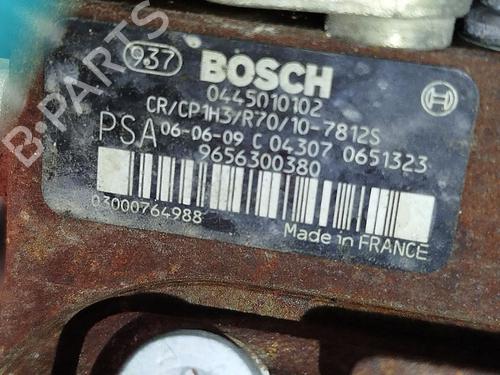 937 BOSCH
0445010102
CR/CP1H3/R70/10-7812S
PSA 06-06-09 C 04307 0651323
9656300380
03000764988
Made in FRANCE
B-PARTS